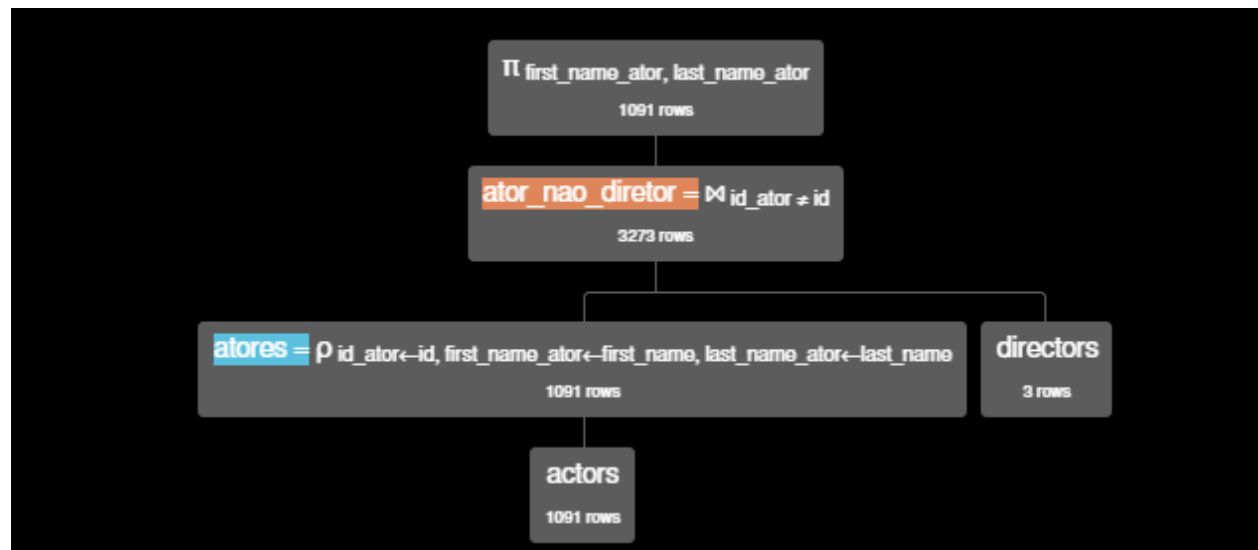 π first_name_ator, last_name_ator
1091 rows
ator_nao_diretor = ⋈ id_ator ≠ id
3273 rows
atores = ρ id_ator←id, first_name_ator←first_name, last_name_ator←last_name
1091 rows
directors
3 rows
actors
1091 rows